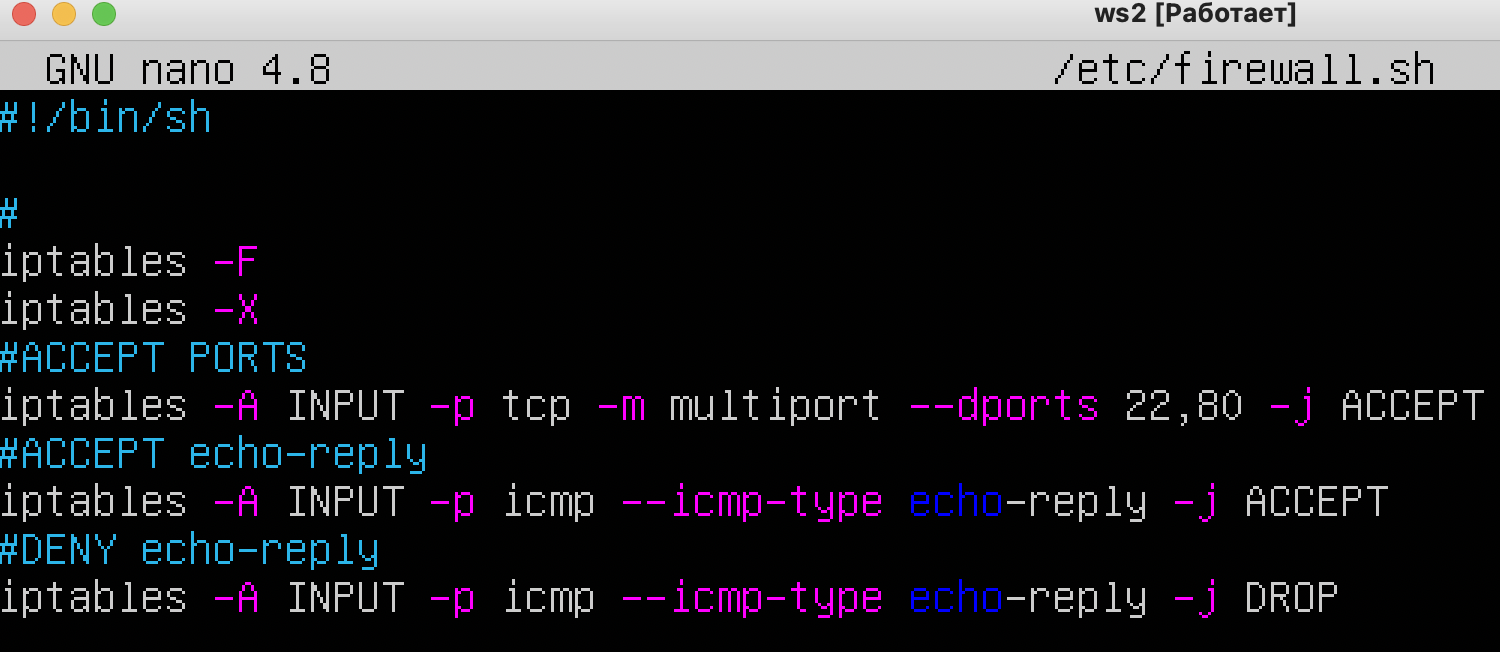 ws2 [Работает]
GNU nano 4.8 /etc/firewall.sh
#!/bin/sh
#
iptables -F
iptables -X
#ACCEPT PORTS
iptables -A INPUT -p tcp -m multiport --dports 22,80 -j ACCEPT
#ACCEPT echo-reply
iptables -A INPUT -p icmp --icmp-type echo-reply -j ACCEPT
#DENY echo-reply
iptables -A INPUT -p icmp --icmp-type echo-reply -j DROP